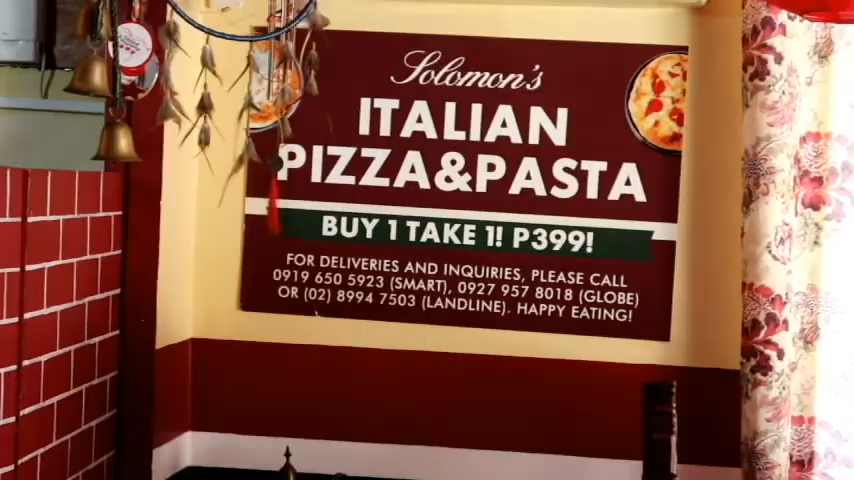 Solomon's
ITALIAN
PIZZA&PASTA
BUY 1 TAKE 1! P399!
FOR DELIVERIES AND INQUIRIES, PLEASE CALL
0919 650 5923 (SMART), 0927 957 8018 (GLOBE)
OR (02) 8994 7503 (LANDLINE). HAPPY EATING!